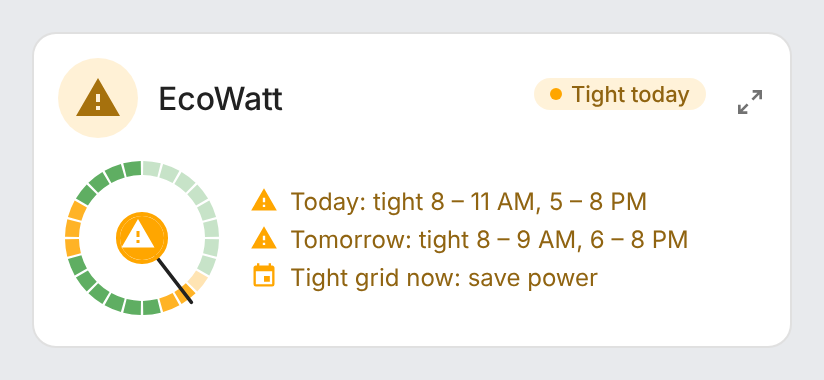 EcoWatt
Tight today
Today: tight 8 – 11 AM, 5 – 8 PM
Tomorrow: tight 8 – 9 AM, 6 – 8 PM
Tight grid now: save power